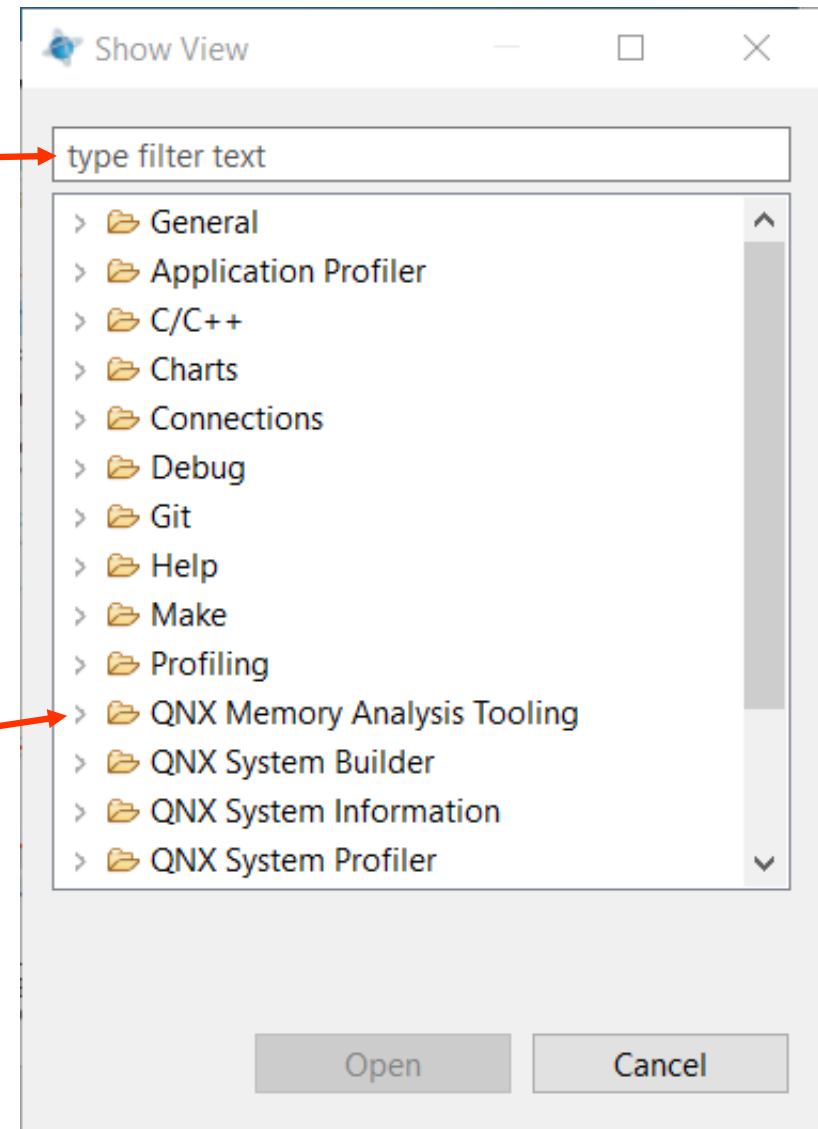 Show View
type filter text
General
Application Profiler
C/C++
Charts
Connections
Debug
Git
Help
Make
Profiling
QNX Memory Analysis Tooling
QNX System Builder
QNX System Information
QNX System Profiler
Open Cancel